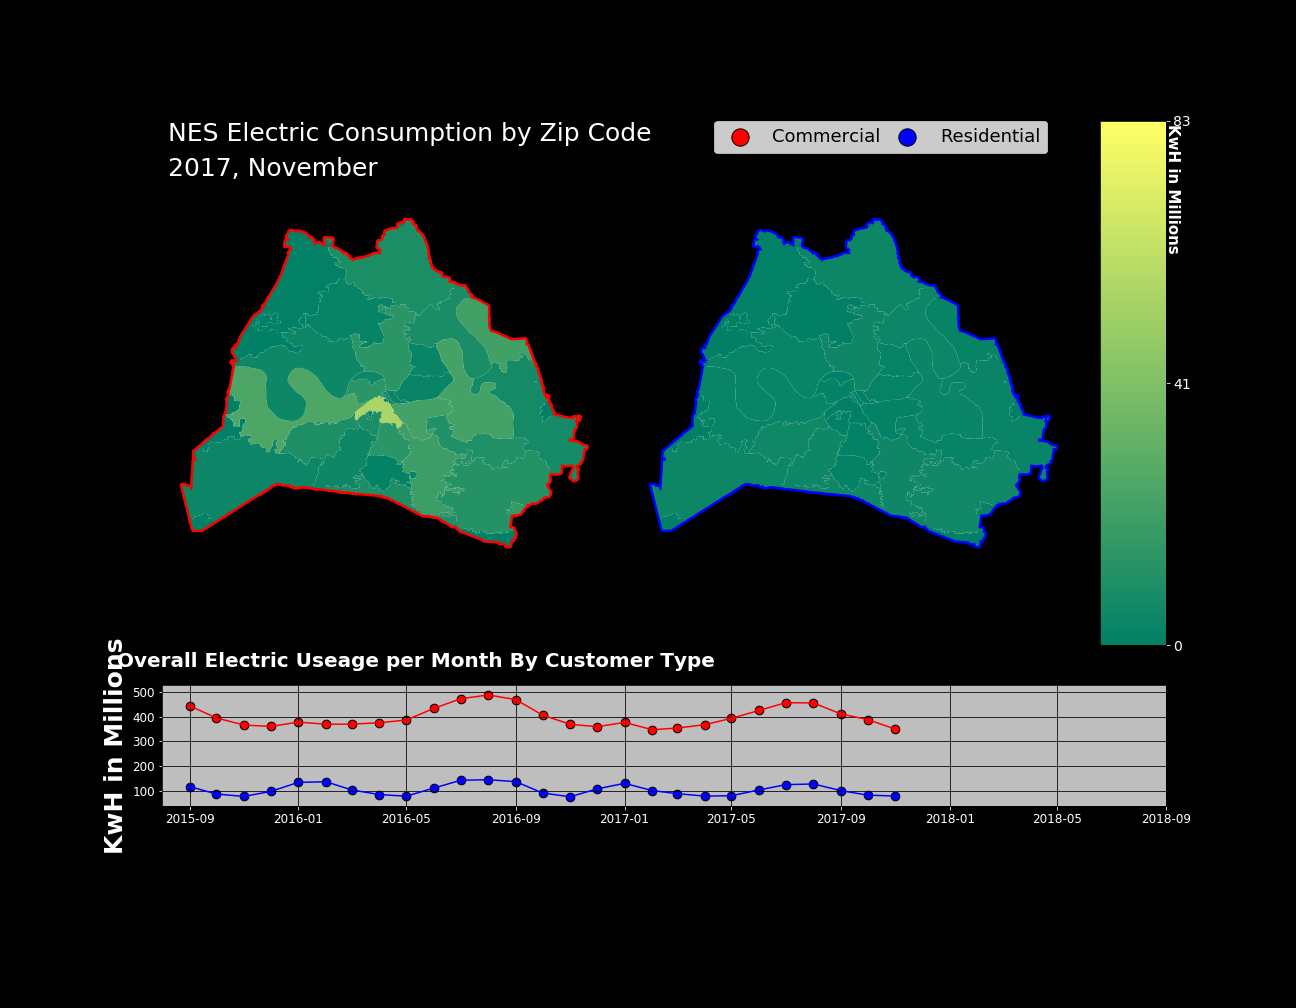 NES Electric Consumption by Zip Code
2017, November
Commercial
Residential
83
41
0
KwH in Millions
Overall Electric Useage per Month By Customer Type
KwH in Millions
500
400
300
200
100
2015-09
2016-01
2016-05
2016-09
2017-01
2017-05
2017-09
2018-01
2018-05
2018-09